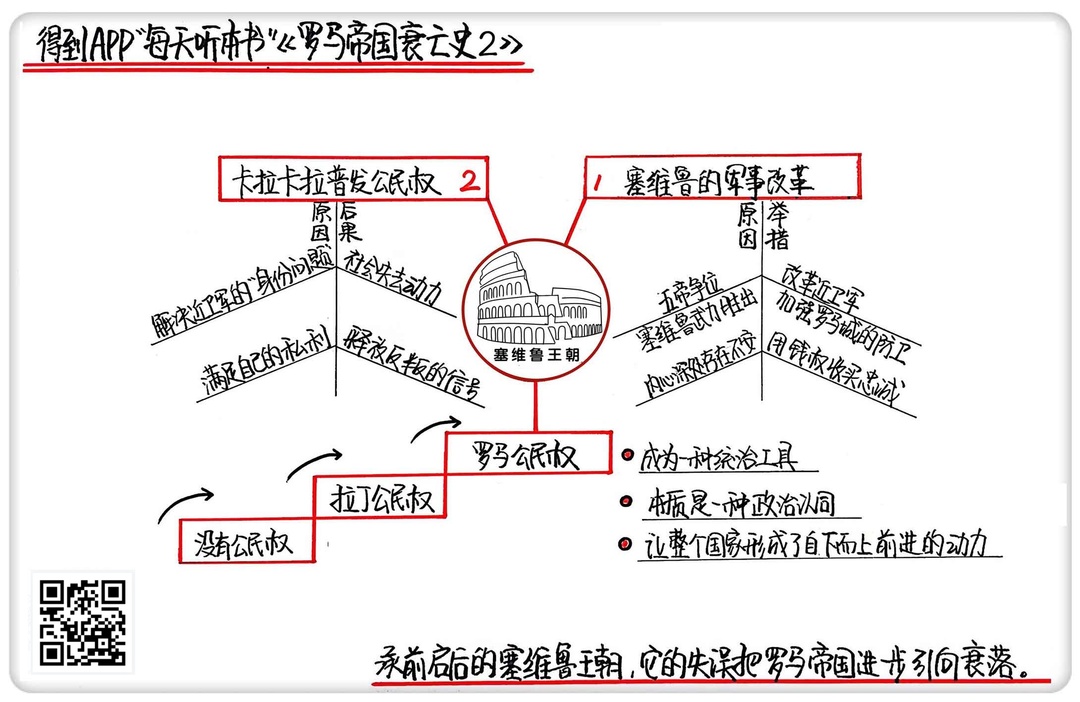 得到APP"每天听本书"《罗马帝国衰亡史2》
卡拉卡拉普发公民权 2
原因
后果
解决近卫军的"身份问题"
社会失去动力
满足自己的私利
释放反叛的信号
1 塞维鲁的军事改革
原因
举措
五帝争位
塞维鲁武力胜出
改革近卫军
加强罗马城的防卫
内心深处存在不安
用钱权收买忠诚
塞维鲁王朝
罗马公民权
拉丁公民权
没有公民权
成为一种统治工具
本质是一种政治认同
让整个国家形成了自下而上前进的动力
承前启后的塞维鲁王朝,它的失误把罗马帝国进步引向衰落。